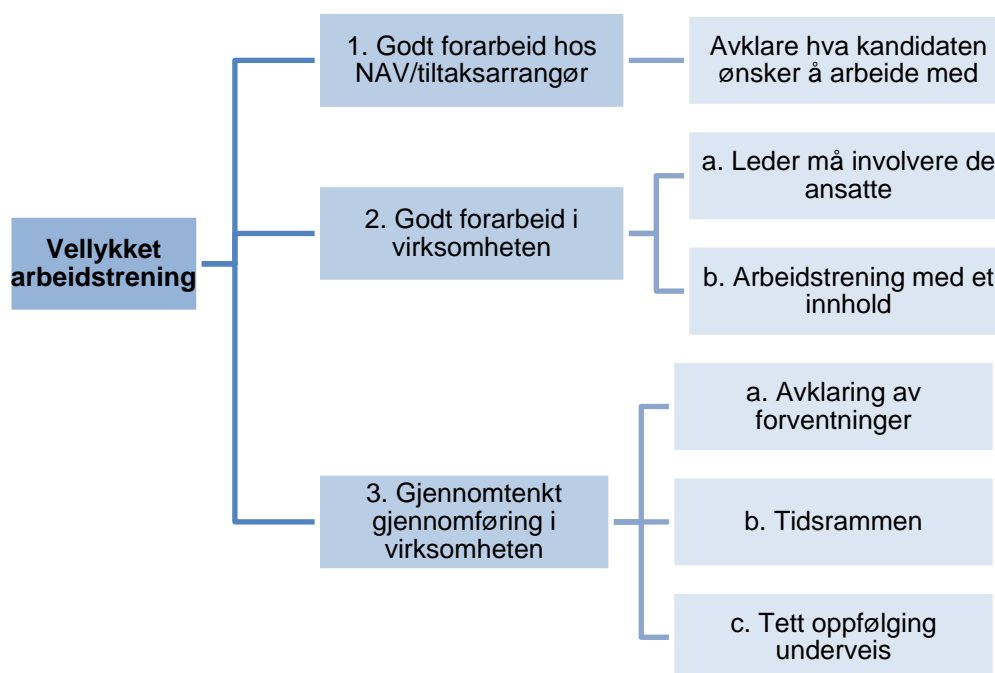 1. Godt forarbeid hos
NAV/tiltaksarrangør
Avklare hva kandidaten
ønsker å arbeide med
Vellykket
arbeidstrening
2. Godt forarbeid i
virksomheten
a. Leder må involvere de
ansatte
b. Arbeidstrening med et
innhold
3. Gjennomtenkt
gjennomføring i
virksomheten
a. Avklaring av
forventninger
b. Tidsrammen
c. Tett oppfølging
underveis